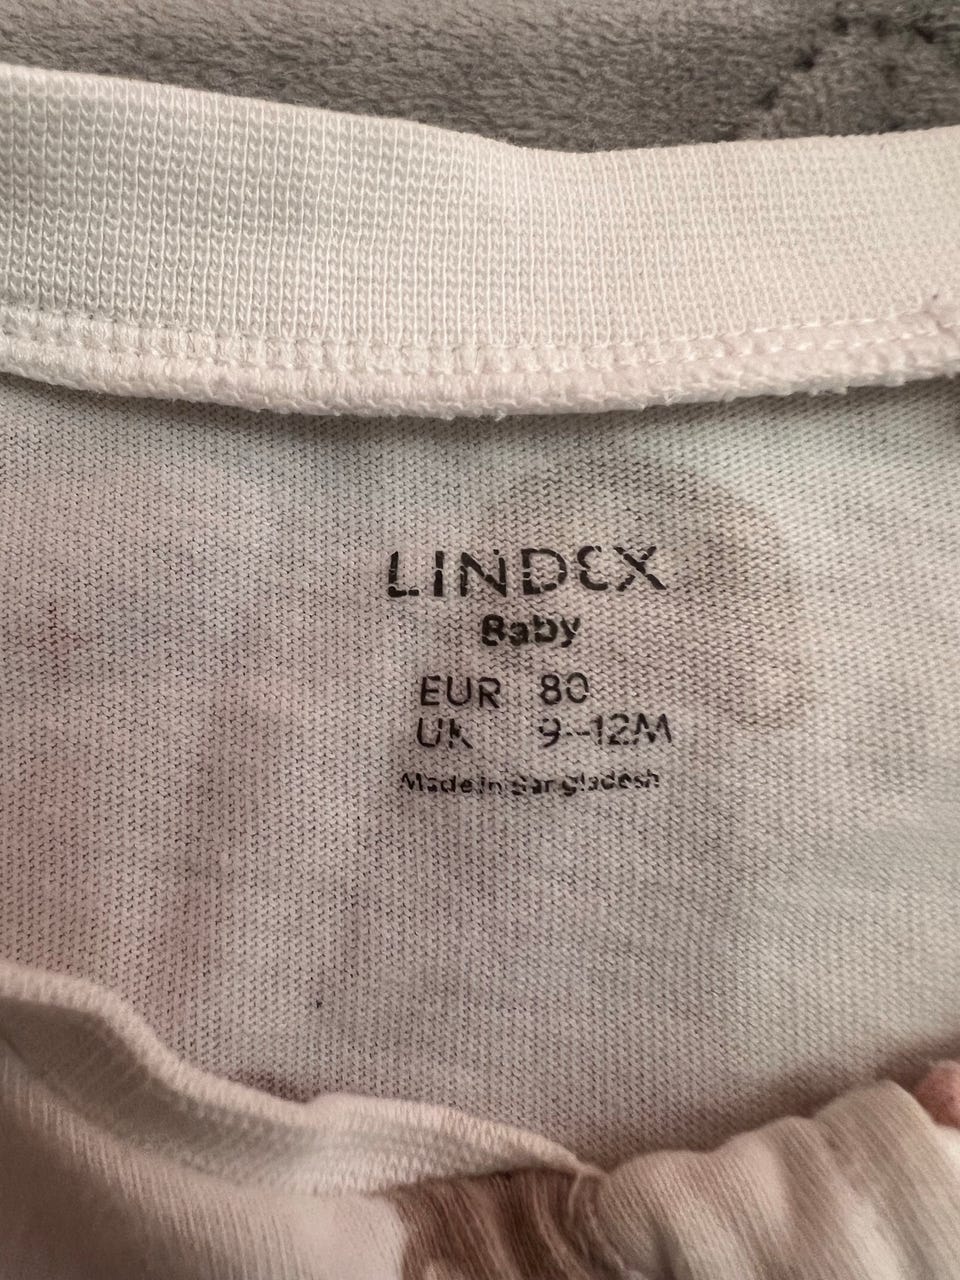 LINDEX
Baby
EUR 80
UK 9-12M
Made in Bangladesh